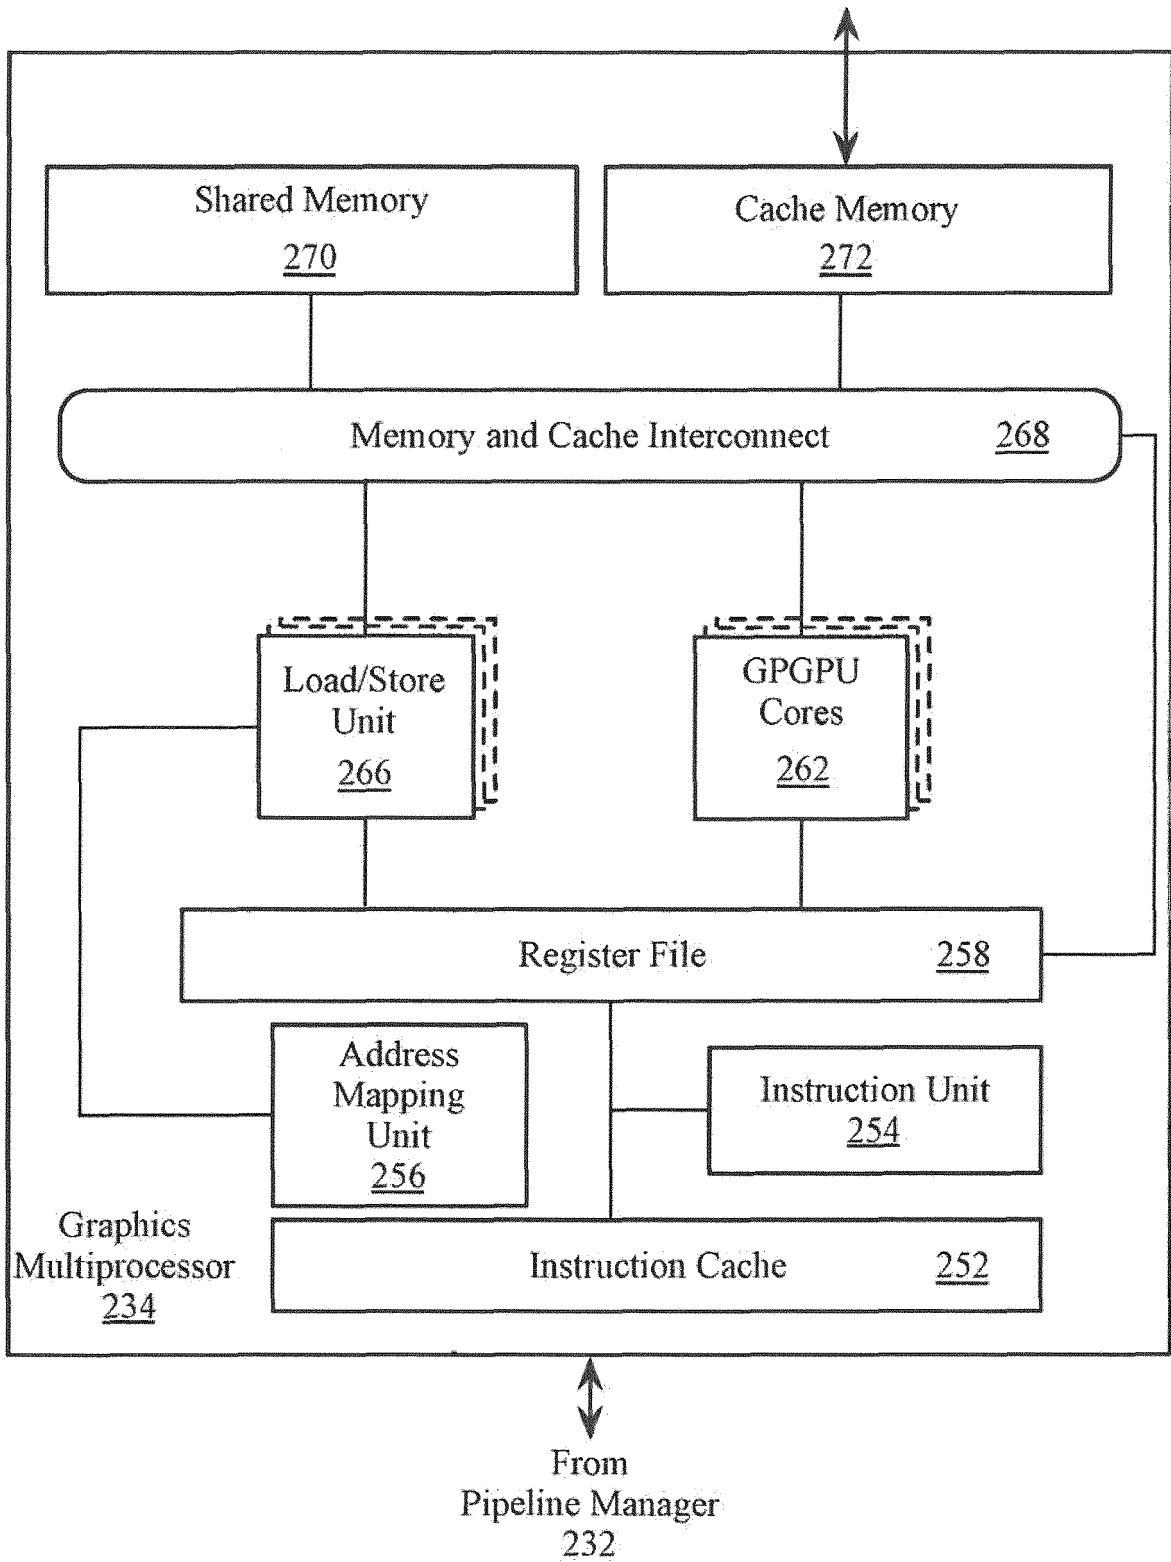 Shared Memory
270
Cache Memory
272
Memory and Cache Interconnect 268
Load/Store
Unit
266
GPGPU
Cores
262
Register File 258
Address
Mapping
Unit
256
Instruction Unit
254
Graphics
Multiprocessor
234
Instruction Cache 252
From
Pipeline Manager
232